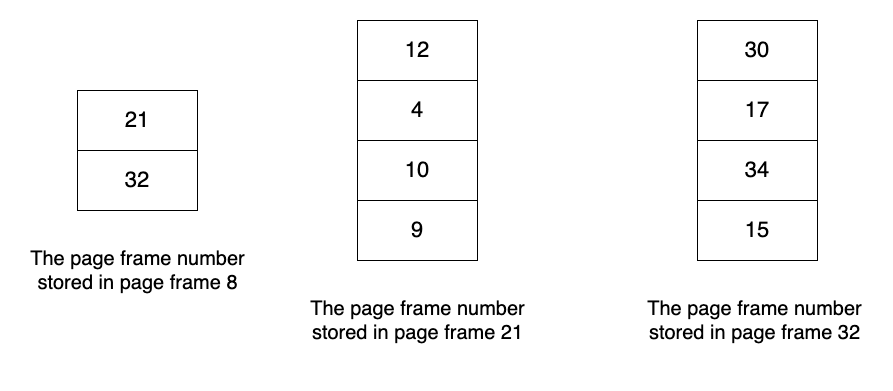 21
32
The page frame number
stored in page frame 8
12
4
10
9
The page frame number
stored in page frame 21
30
17
34
15
The page frame number
stored in page frame 32